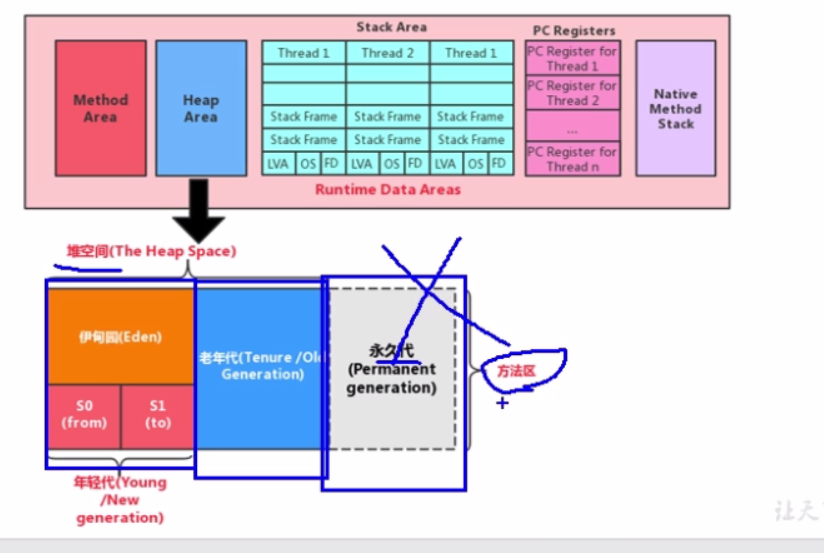 Stack Area
PC Registers
Method
Area
Heap
Area
Thread 1 Thread 2 Thread 1
Stack Frame Stack Frame Stack Frame
Stack Frame Stack Frame Stack Frame
LVA OS FD LVA OS FD LVA OS FD
PC Register for
Thread 1
PC Register for
Thread 2
...
PC Register for
Thread n
Native
Method
Stack
Runtime Data Areas
堆空间(The Heap Space)
伊甸园(Eden)
S0
(from)
S1
(to)
老年代(Tenure /Old
Generation)
永久代
(Permanent
generation)
方法区
年轻代(Young
/New
generation)
让天